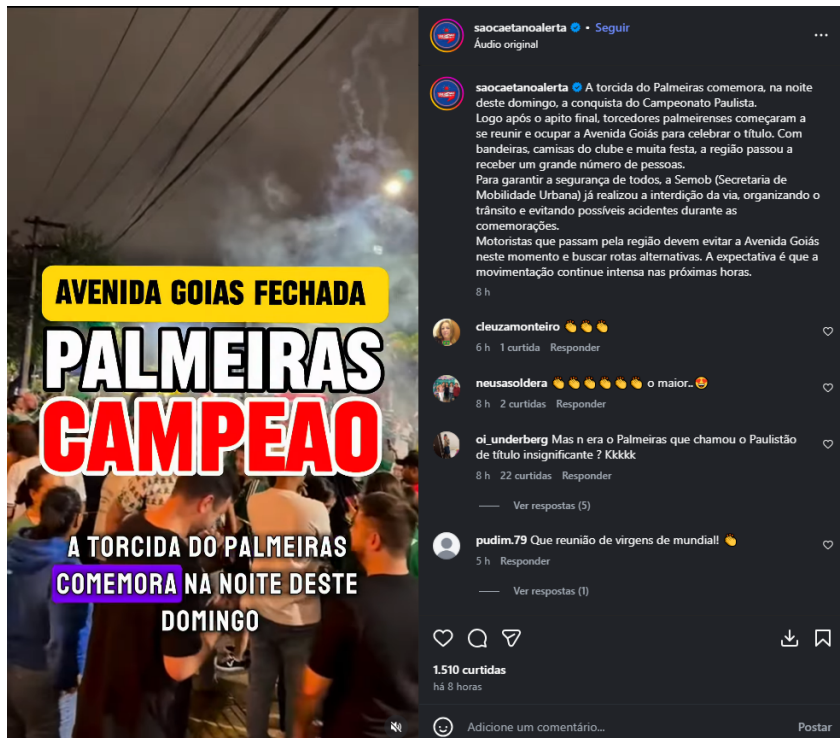 AVENIDA GOIAS FECHADA
PALMEIRAS
CAMPEAO
A TORCIDA DO PALMEIRAS
COMEMORA NA NOITE DESTE
DOMINGO
saocaetanoalerta • Seguir
Áudio original
saocaetanoalerta A torcida do Palmeiras comemora, na noite
deste domingo, a conquista do Campeonato Paulista.
Logo após o apito final, torcedores palmeirenses começaram a
se reunir e ocupar a Avenida Goiás para celebrar o título. Com
bandeiras, camisas do clube e muita festa, a região passou a
receber um grande número de pessoas.
Para garantir a segurança de todos, a Semob (Secretaria de
Mobilidade Urbana) já realizou a interdição da via, organizando o
trânsito e evitando possíveis acidentes durante as
comemorações.
Motoristas que passam pela região devem evitar a Avenida Goiás
neste momento e buscar rotas alternativas. A expectativa é que a
movimentação continue intensa nas próximas horas.
8 h
cleuzamonteiro 👏 👏 👏
6 h 1 curtida Responder
neusasoldera 👏 👏 👏 👏 👏 👏 o maior.. 😍
8 h 2 curtidas Responder
oi_underberg Mas n era o Palmeiras que chamou o Paulistão
de título insignificante ? Kkkkk
8 h 22 curtidas Responder
Ver respostas (5)
pudim.79 Que reunião de virgens de mundial! 👏
5 h Responder
Ver respostas (1)
1.510 curtidas
há 8 horas
Adicione um comentário... Postar